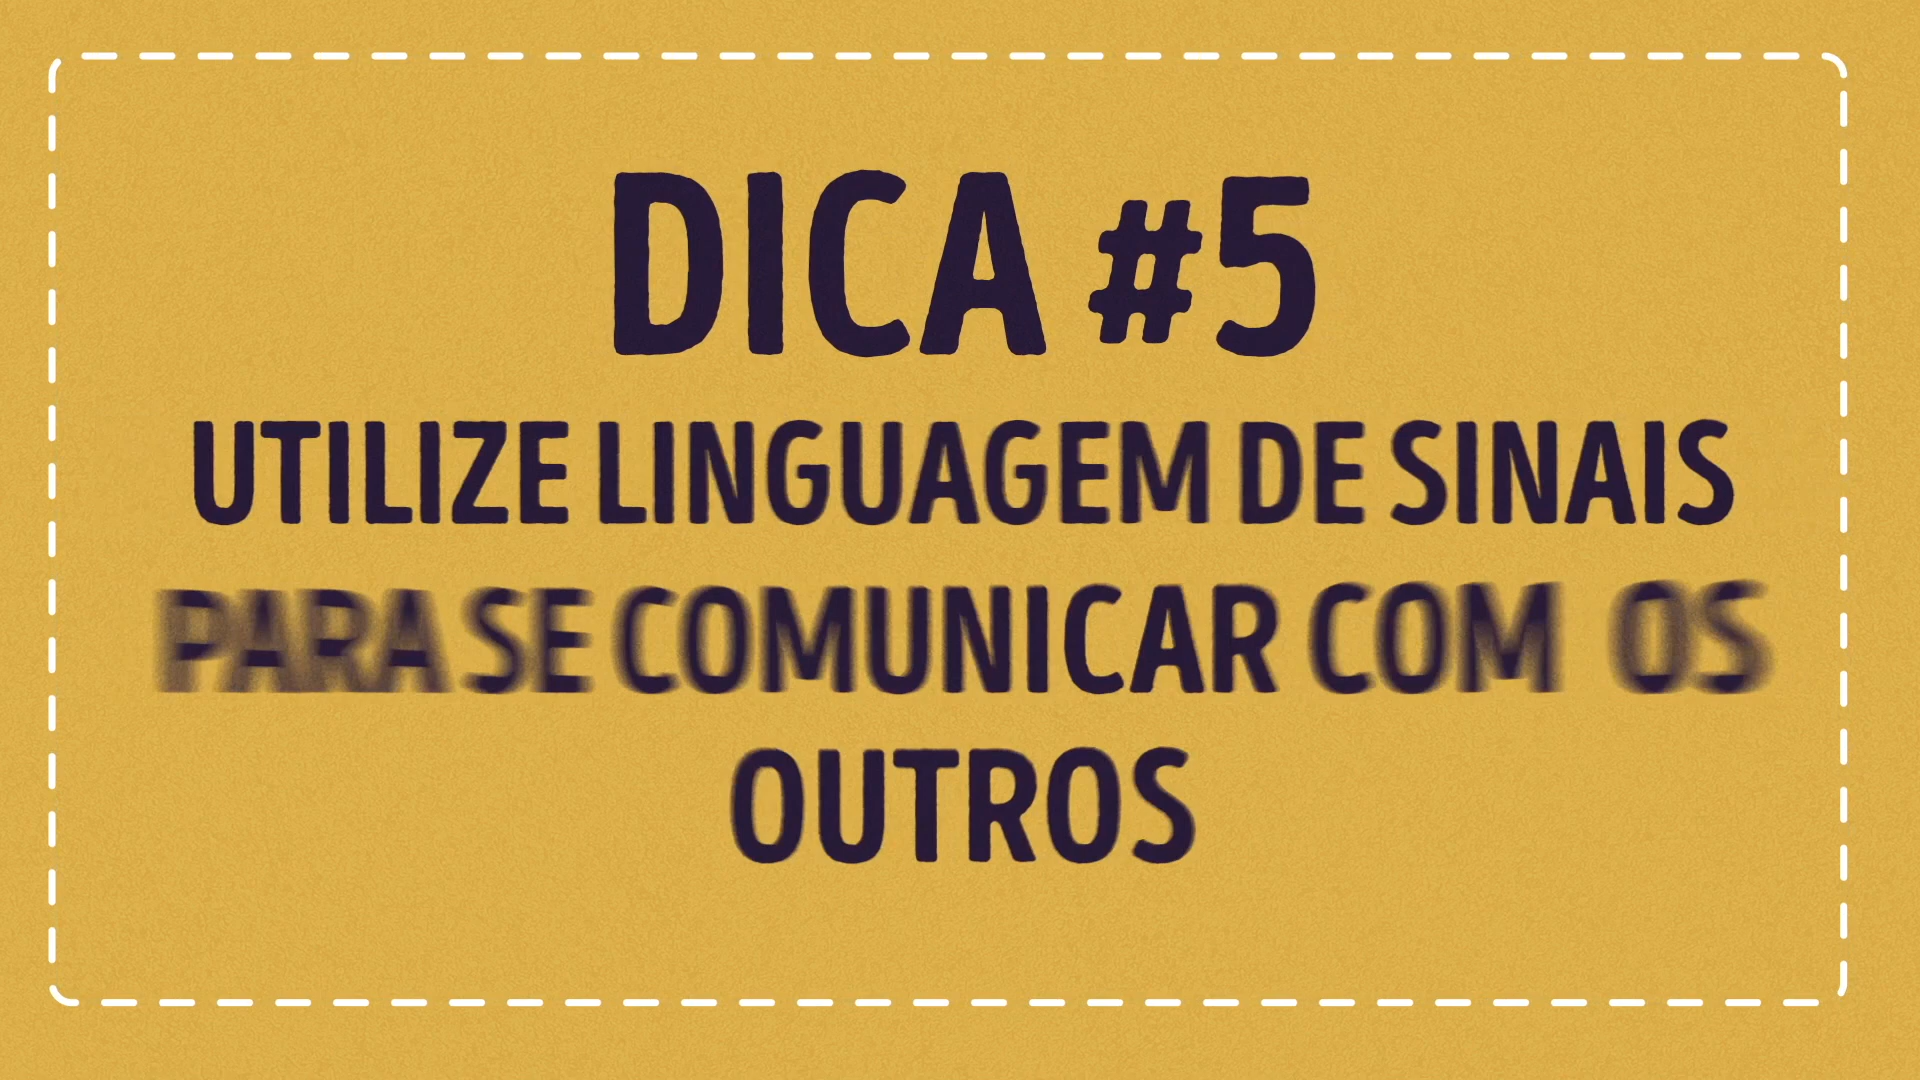 DICA #5
UTILIZE LINGUAGEM DE SINAIS
PARA SE COMUNICAR COM OS
OUTROS